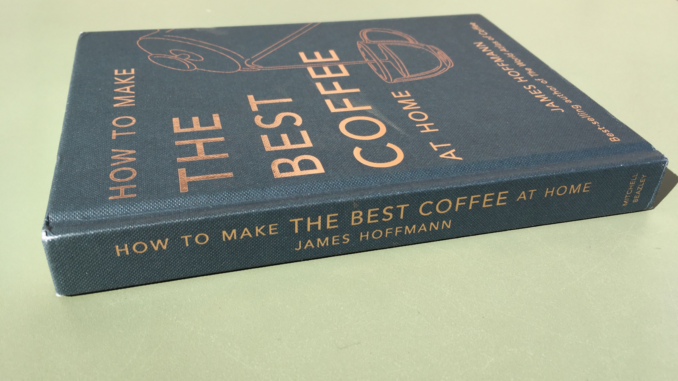 HOW TO MAKE
THE
BEST
COFFEE
AT HOME
JAMES HOFFMANN
Best-selling author of The World Atlas of Coffee
HOW TO MAKE THE BEST COFFEE AT HOME
JAMES HOFFMANN
MITCHELL
BEAZLEY